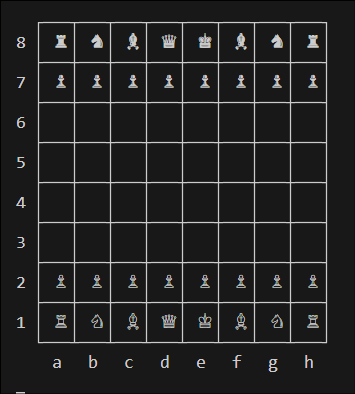 8 ♜ ♞ ♝ ♛ ♚ ♝ ♞ ♜
7 ♙ ♙ ♙ ♙ ♙ ♙ ♙ ♙
6
5
4
3
2 ♙ ♙ ♙ ♙ ♙ ♙ ♙ ♙
1 ♖ ♘ ♗ ♕ ♔ ♗ ♘ ♖
a b c d e f g h
_